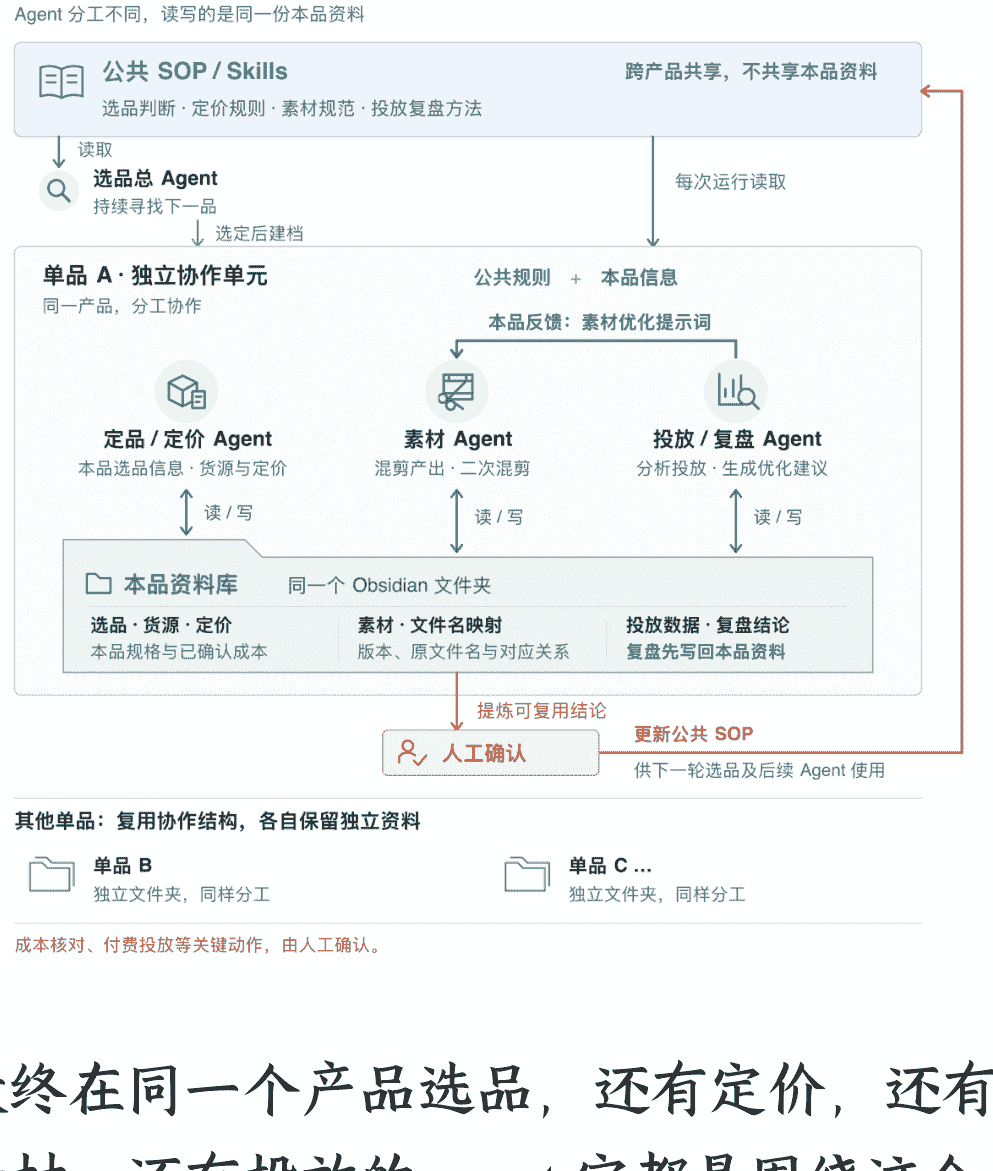 Agent 分工不同，读写的是同一份本品资料
公共 SOP / Skills
跨产品共享，不共享本品资料
选品判断 · 定价规则 · 素材规范 · 投放复盘方法
读取
选品总 Agent
持续寻找下一品
每次运行读取
选定后建档
单品 A · 独立协作单元
公共规则 + 本品信息
同一产品，分工协作
本品反馈：素材优化提示词
定品 / 定价 Agent
素材 Agent
投放 / 复盘 Agent
本品选品信息 · 货源与定价
混剪产出 · 二次混剪
分析投放 · 生成优化建议
读 / 写
读 / 写
读 / 写
本品资料库
同一个 Obsidian 文件夹
选品 · 货源 · 定价
素材 · 文件名映射
投放数据 · 复盘结论
本品规格与已确认成本
版本、原文件名与对应关系
复盘先写回本品资料
提炼可复用结论
人工确认
更新公共 SOP
供下一轮选品及后续 Agent 使用
其他单品：复用协作结构，各自保留独立资料
单品 B
单品 C ...
独立文件夹，同样分工
独立文件夹，同样分工
成本核对、付费投放等关键动作，由人工确认。
终在同一个产品选品，还有定价，还有